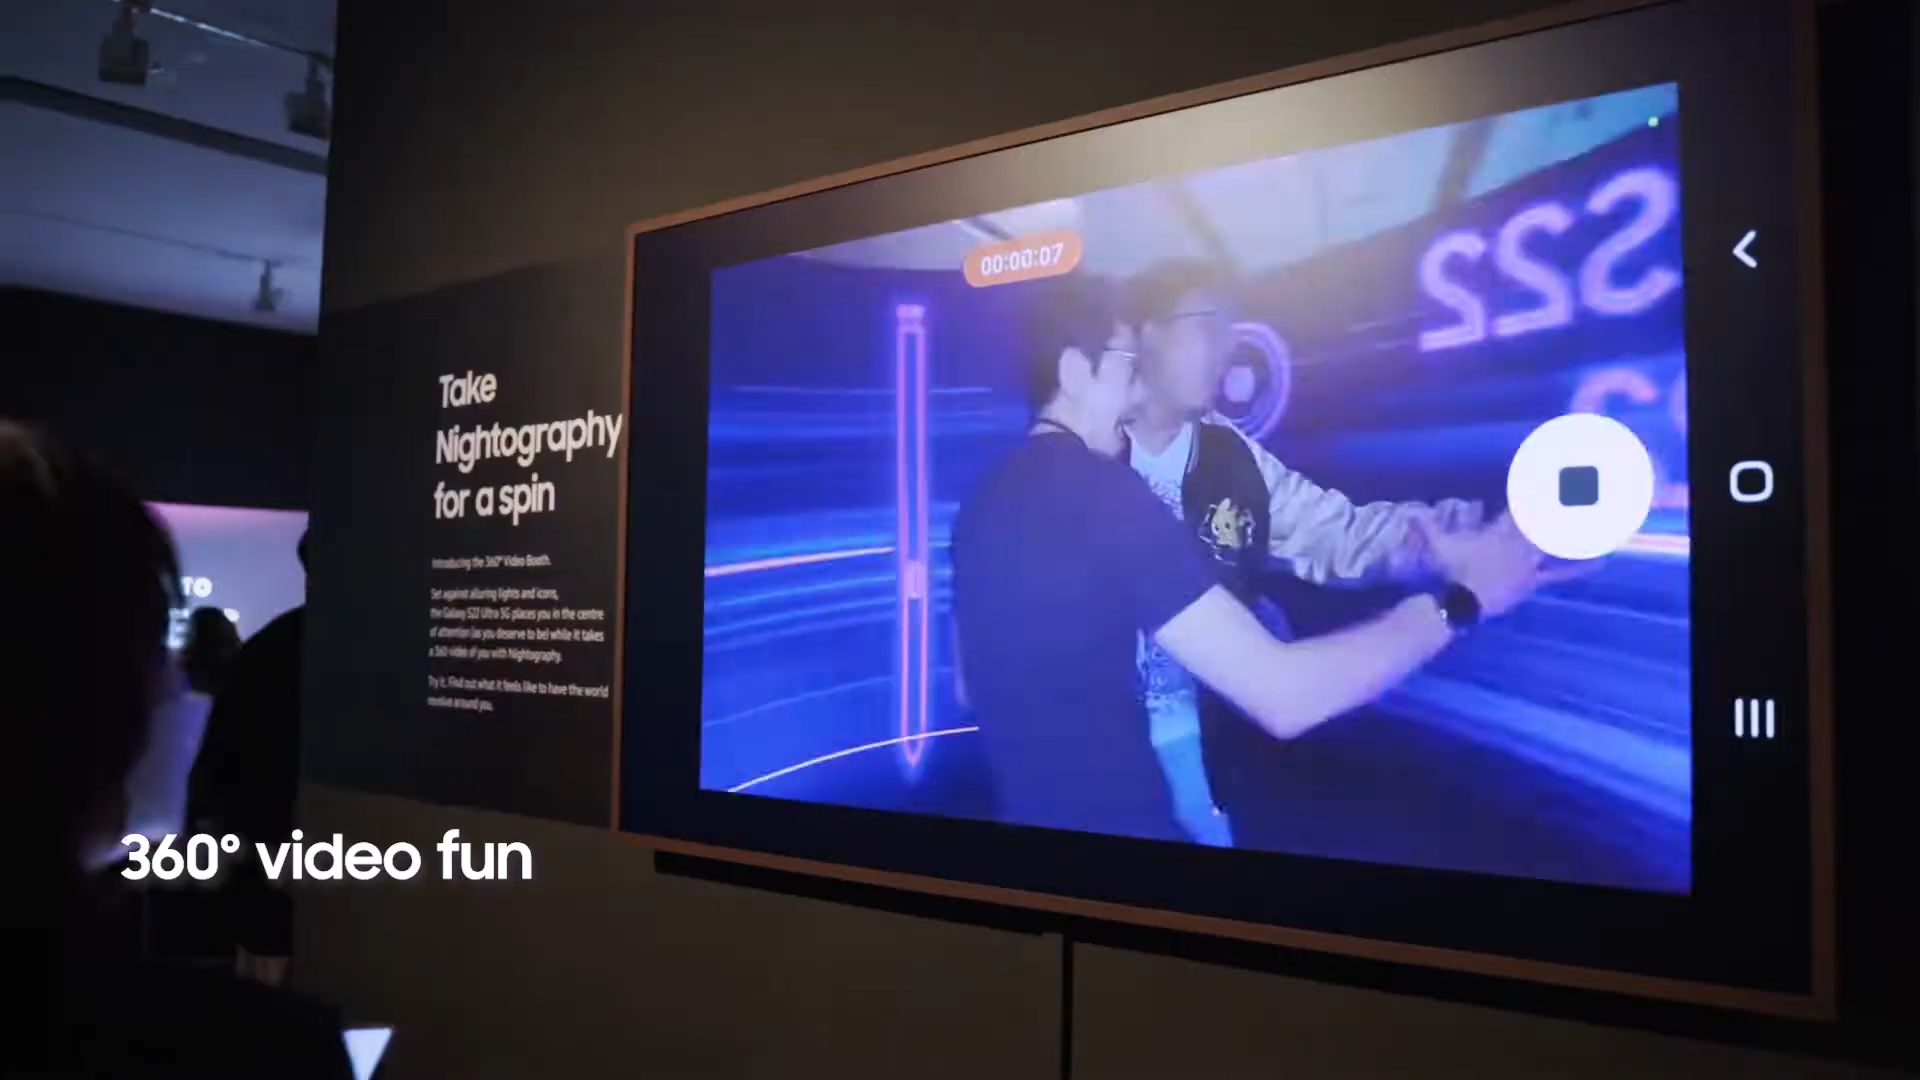 Take
Nightography
for a spin
Introducing the 360° Video Booth.
Set against alluring lights and icons,
the Galaxy S22 Ultra 5G places you in the centre
of attention (as you deserve to be) while it takes
a 360 video of you with Nightography.
Try it. Find out what it feels like to have the world
revolve around you.
00:00:07
S22
TO
360° video fun